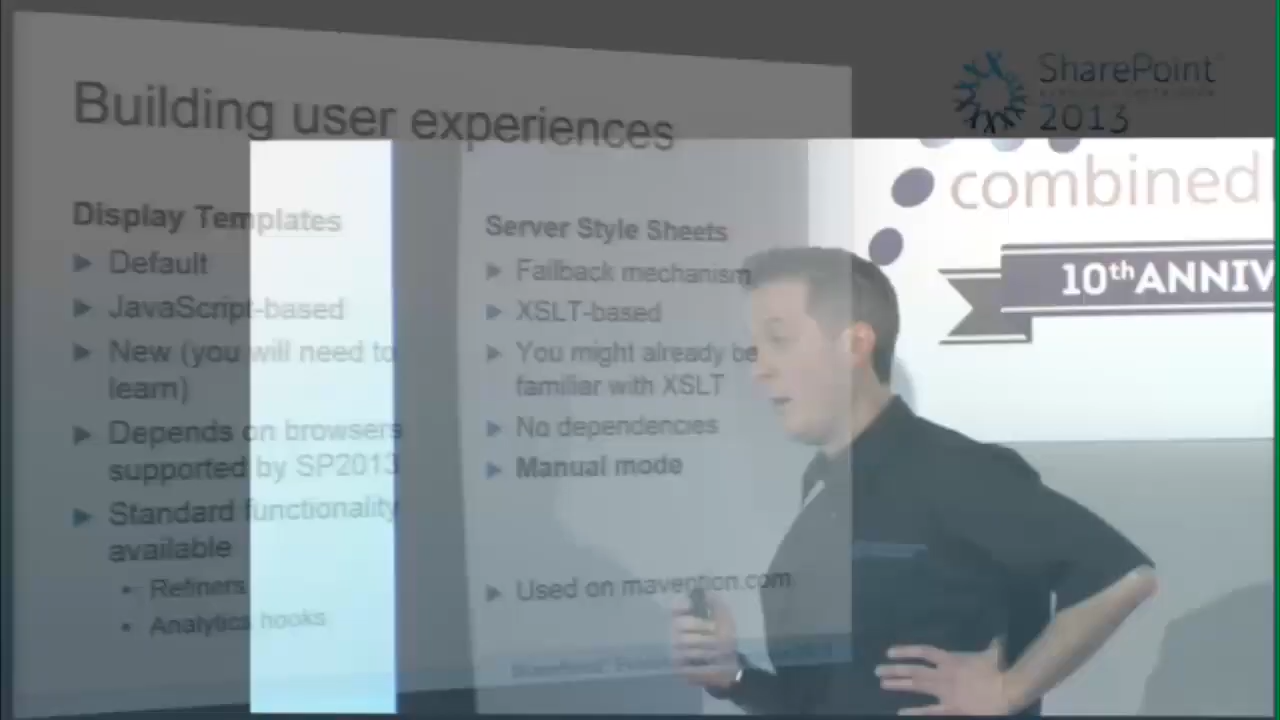 Building user experiences
SharePoint
2013
combined
10th ANNIV
Display Templates
Default
JavaScript-based
New (you will need to
learn)
Depends on browsers
supported by SP2013
Standard functionality
available
Refiners
Analytics hooks
Server Style Sheets
Fallback mechanism
XSLT-based
You might already be
familiar with XSLT
No dependencies
Manual mode
Used on mavention.com